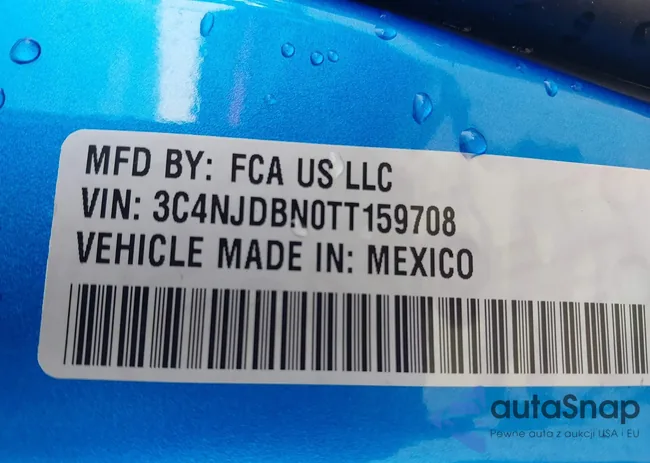 MFD BY: FCA US LLC
VIN: 3C4NJDBN0TT159708
VEHICLE MADE IN: MEXICO
autaSnap
Pewne auta z aukcji USA i EU